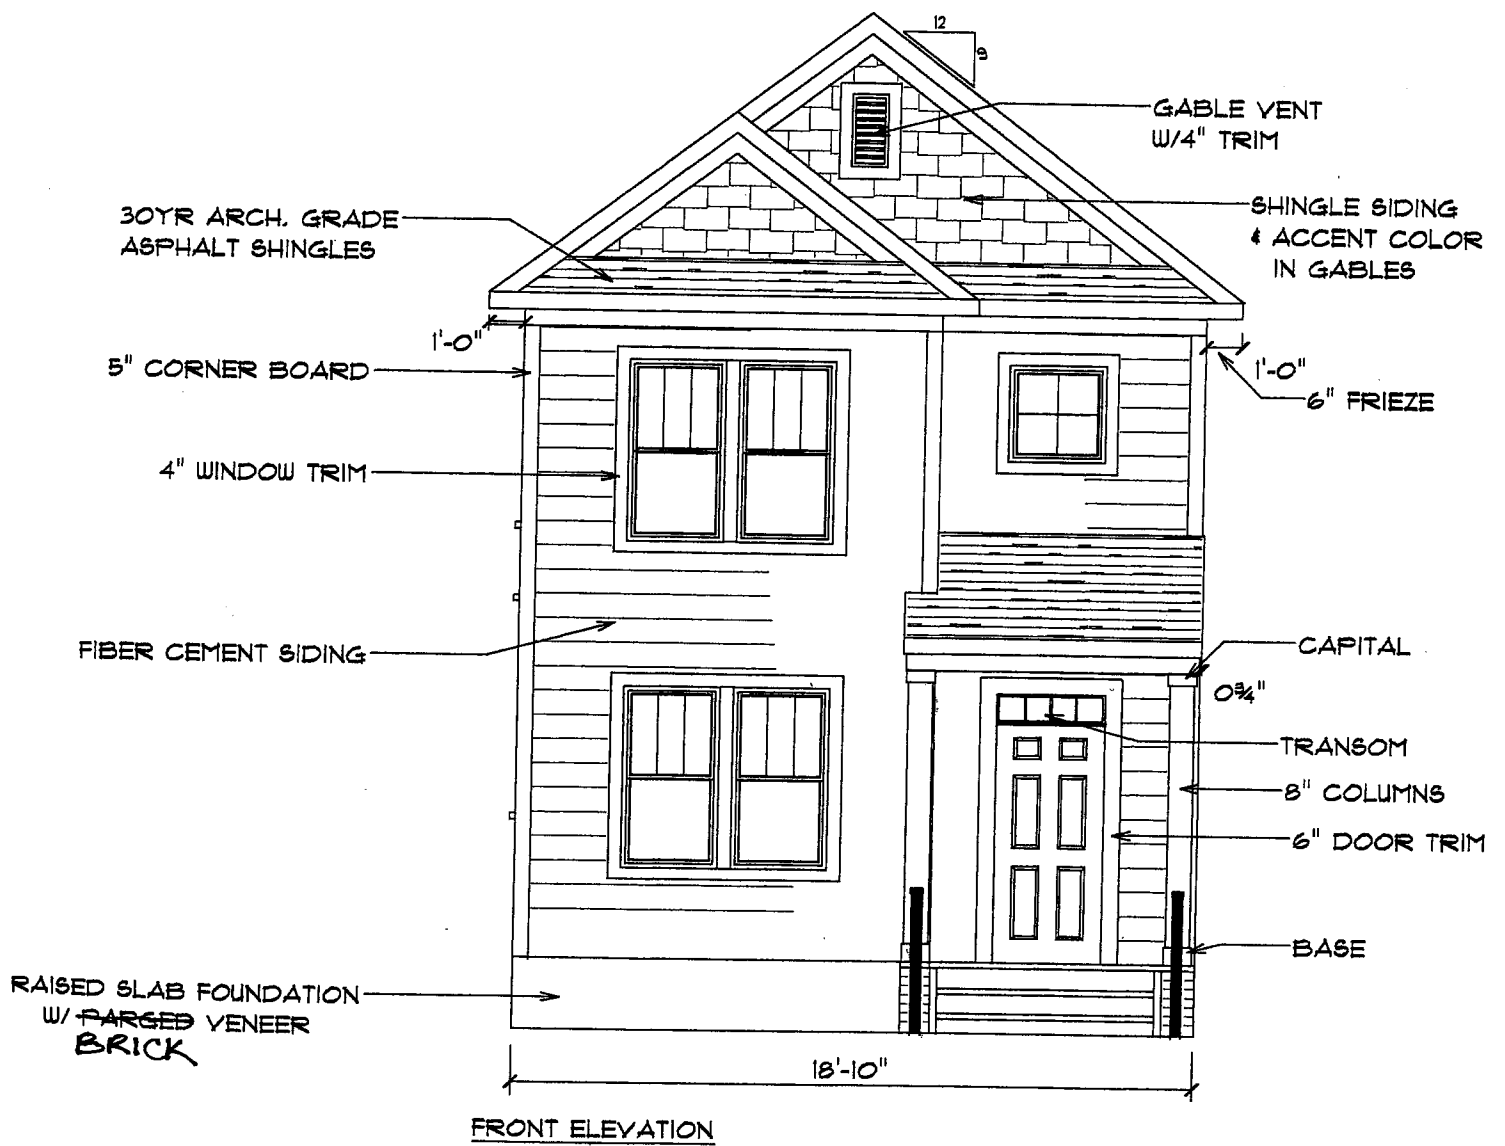 12
9
GABLE VENT
W/4" TRIM
30YR ARCH. GRADE
ASPHALT SHINGLES
SHINGLE SIDING
& ACCENT COLOR
IN GABLES
1'-0"
1'-0"
5" CORNER BOARD
6" FRIEZE
4" WINDOW TRIM
FIBER CEMENT SIDING
CAPITAL
0¾"
TRANSOM
8" COLUMNS
6" DOOR TRIM
BASE
RAISED SLAB FOUNDATION
W/ PARGED VENEER
BRICK
18'-10"
FRONT ELEVATION